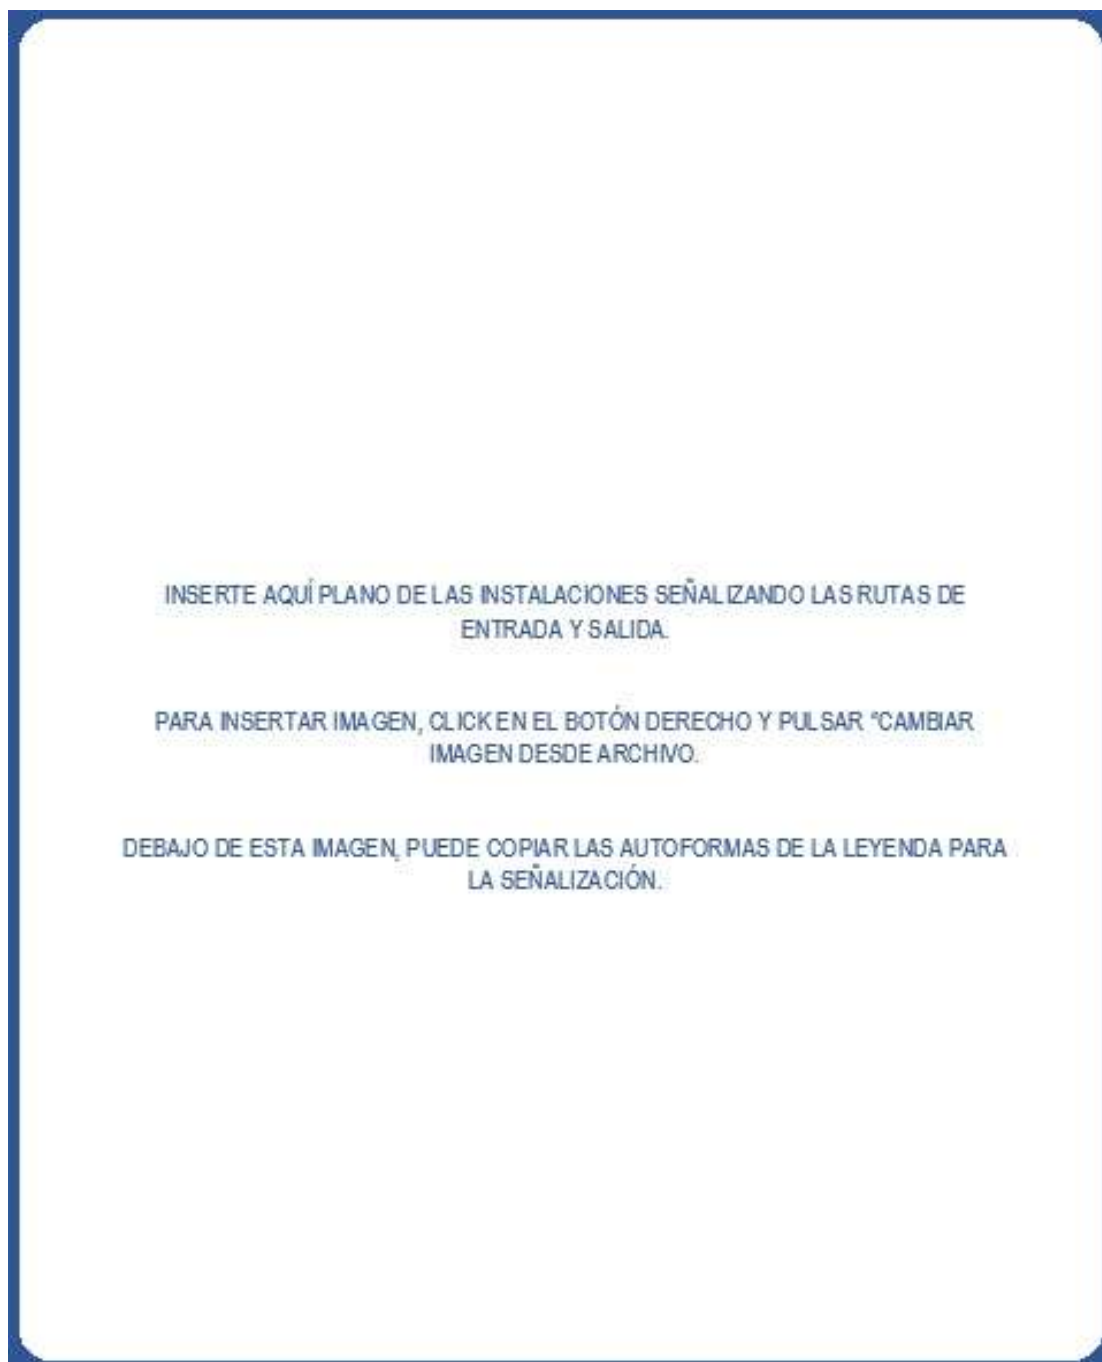 INSERTE AQUÍ PLANO DE LAS INSTALACIONES SEÑALIZANDO LAS RUTAS DE
ENTRADA Y SALIDA.
PARA INSERTAR IMAGEN, CLICK EN EL BOTÓN DERECHO Y PULSAR "CAMBIAR
IMAGEN DESDE ARCHIVO.
DEBAJO DE ESTA IMAGEN, PUEDE COPIAR LAS AUTOFORMAS DE LA LEYENDA PARA
LA SEÑALIZACIÓN.